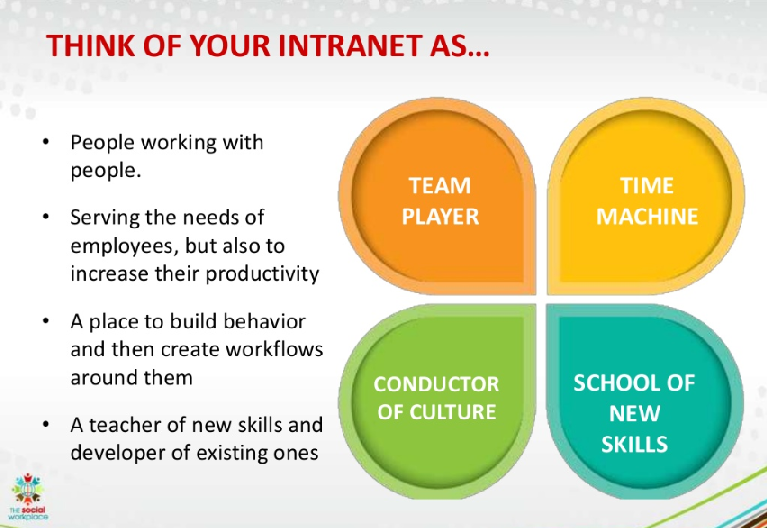 THINK OF YOUR INTRANET AS...
• People working with
people.
• Serving the needs of
employees, but also to
increase their productivity
• A place to build behavior
and then create workflows
around them
• A teacher of new skills and
developer of existing ones
TEAM
PLAYER
TIME
MACHINE
CONDUCTOR
OF CULTURE
SCHOOL OF
NEW
SKILLS
THE social
workplace